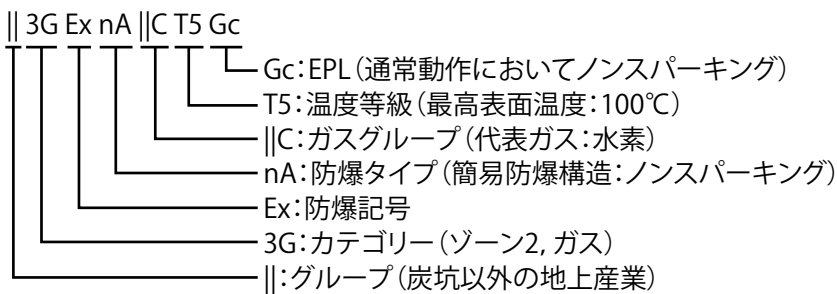 || 3G Ex nA ||C T5 Gc
Gc：EPL（通常動作においてノンスパーキング）
T5：温度等級（最高表面温度：100℃）
||C：ガスグループ（代表ガス：水素）
nA：防爆タイプ（簡易防爆構造：ノンスパーキング）
Ex：防爆記号
3G：カテゴリー（ゾーン2, ガス）
||：グループ（炭坑以外の地上産業）